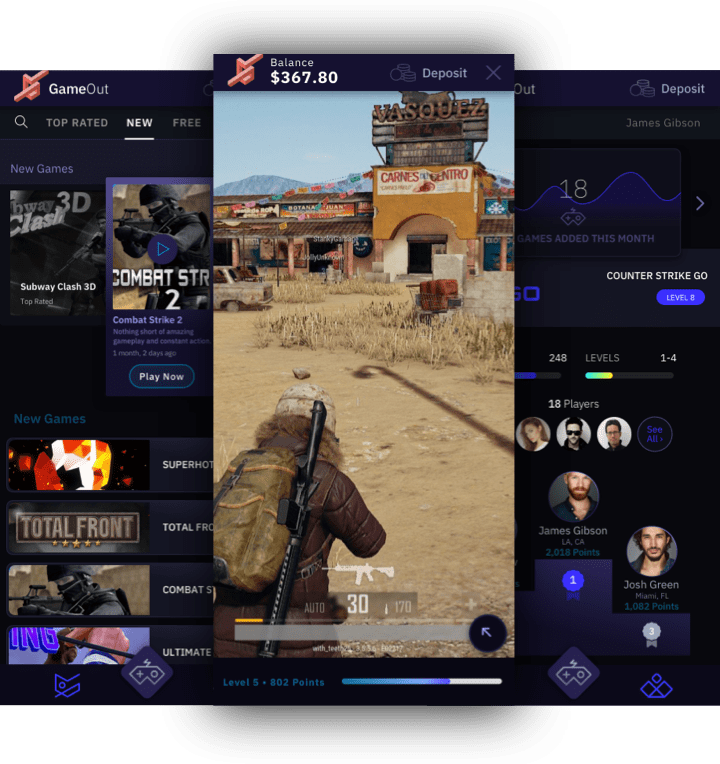 GameOut
TOP RATED NEW FREE
New Games
3D
Clash
Subway Clash 3D
Top Rated
COMBAT STR
2
Combat Strike 2
Nothing short of amazing
gameplay and constant action.
1 month, 2 days ago
Play Now
New Games
SUPERHOT
TOTAL FRONT
TOTAL FRO
COMBAT S
ULTIMATE
Balance
$367.80
Deposit
VASQUEZ
CARNES CENTRO
BOTANA JUAN
JollyUnknown
AUTO 30 170
Level 5 • 802 Points
Out
Deposit
James Gibson
18
GAMES ADDED THIS MONTH
GO
COUNTER STRIKE GO
LEVEL 8
248 LEVELS 1-4
18 Players
See
All ›
James Gibson
LA, CA
2,018 Points
1
Josh Green
Miami, FL
1,082 Points
3